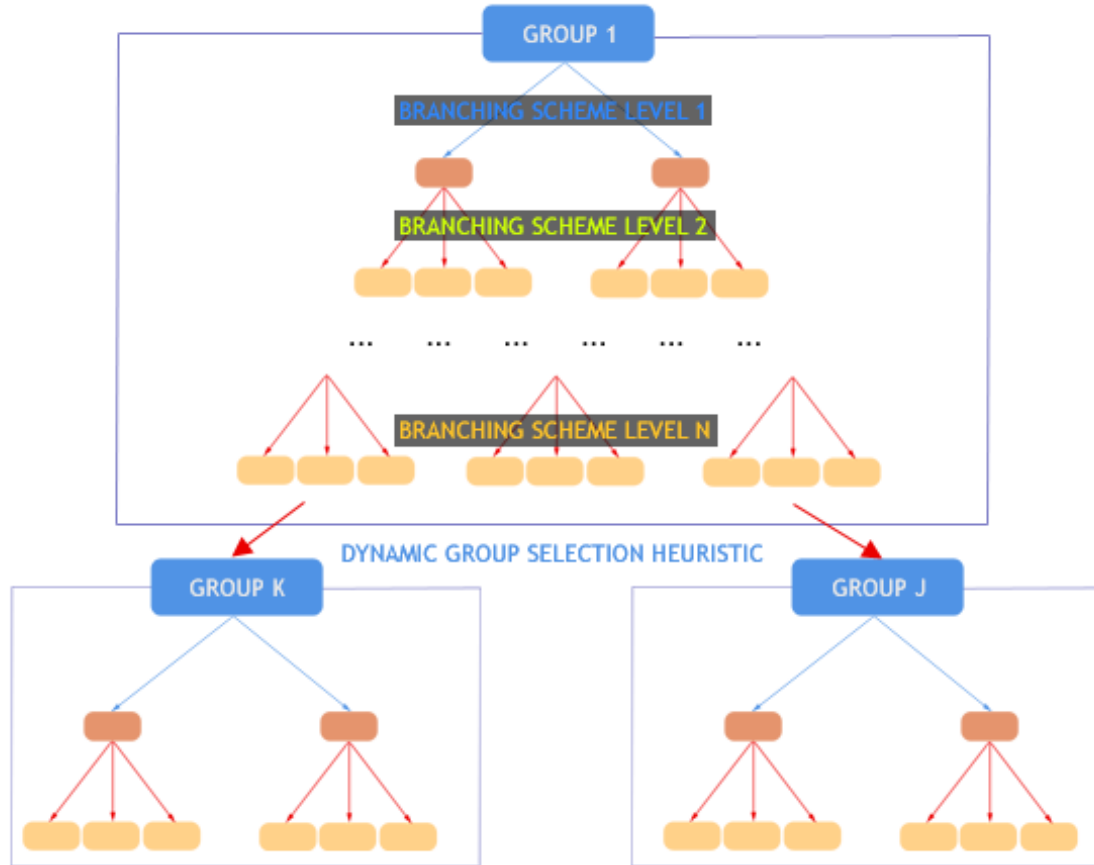 GROUP 1
BRANCHING SCHEME LEVEL 1
BRANCHING SCHEME LEVEL 2
... ... ... ... ... ...
BRANCHING SCHEME LEVEL N
DYNAMIC GROUP SELECTION HEURISTIC
GROUP K
GROUP J